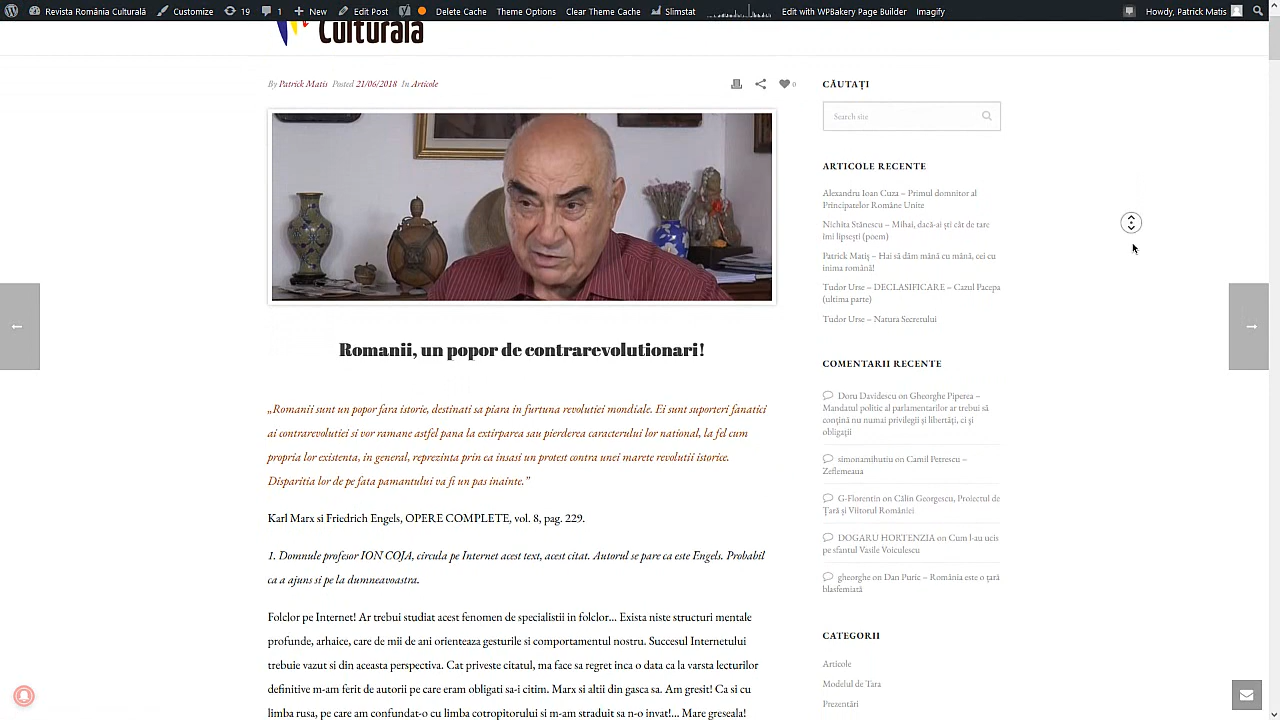 Revista Română Culturală
Customize
19
1
New
Edit Post
Delete Cache
Theme Options
Clear Theme Cache
Slimstat
Edit with WPBakery Page Builder
Imagify
Howdy, Patrick Matis
Culturală
By Patrick Matis Posted 21/06/2018 In Articole
0
Romanii, un popor de contrarevolutionari!
„Romanii sunt un popor fara istorie, destinati sa piara in furtuna revolutiei mondiale. Ei sunt suporteri fanatici
ai contrarevolutiei si vor ramane astfel pana la extirparea sau pierderea caracterului lor national, la fel cum
propria lor existenta, in general, reprezinta prin ea insasi un protest contra unei marete revolutii istorice.
Disparitia lor de pe fata pamantului va fi un pas inainte.”
Karl Marx si Friedrich Engels, OPERE COMPLETE, vol. 8, pag. 229.
1. Domnule profesor ION COJA, circula pe Internet acest text, acest citat. Autorul se pare ca este Engels. Probabil
ca a ajuns si pe la dumneavoastra.
Folclor pe Internet! Ar trebui studiat acest fenomen de specialistii in folclor… Exista niste structuri mentale
profunde, arhaice, care de mii de ani orienteaza gesturile si comportamentul nostru. Succesul Internetului
trebuie vazut si din aceasta perspectiva. Cat priveste citatul, ma face sa regret inca o data ca la varsta lecturilor
definitive m-am ferit de autorii pe care eram obligati sa-i citim. Marx si altii din gasca sa. Am gresit! Ca si cu
limba rusa, pe care am confundat-o cu limba cotropitorului si m-am straduit sa n-o invat!… Mare greseala!
CĂUTAȚI
Search site
ARTICOLE RECENTE
Alexandru Ioan Cuza – Primul domnitor al
Principatelor Române Unite
Nichita Stănescu – Mihai, dacă-ai ști cât de tare
îmi lipsești (poem)
Patrick Matiș – Hai să dăm mână cu mână, cei cu
inima română!
Tudor Urse – DECLASIFICARE – Cazul Pacepa
(ultima parte)
Tudor Urse – Natura Secretului
COMENTARII RECENTE
Doru Davidescu on Gheorghe Piperea –
Mandatul politic al parlamentarilor ar trebui să
conțină nu numai privilegii și libertăți, ci și
obligații
simonamihutiu on Camil Petrescu –
Zeflemeaua
G-Florentin on Călin Georgescu, Proiectul de
Țară și Viitorul României
DOGARU HORTENZIA on Cum l-au ucis
pe sfantul Vasile Voiculescu
gheorghe on Dan Puric – România este o țară
blasfemiată
CATEGORII
Articole
Modelul de Tara
Prezentări